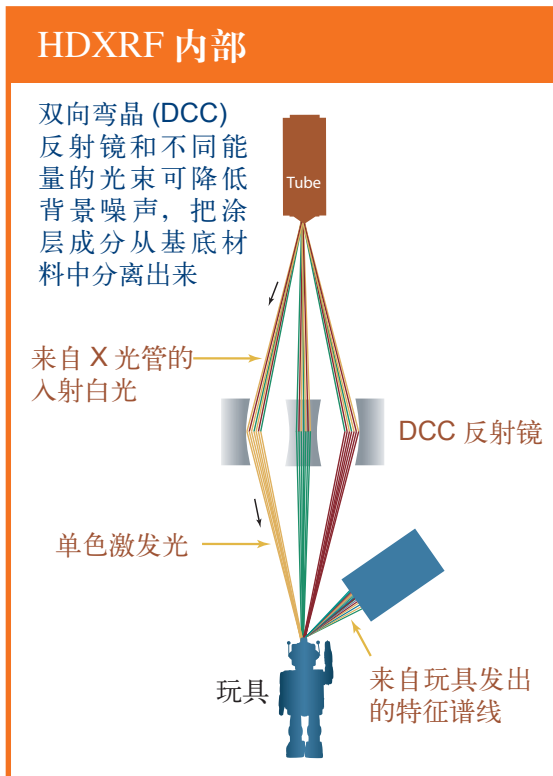 HDXRF 内部
双向弯晶 (DCC)
反射镜和不同能
量的光束可降低
背景噪声，把涂
层成分从基底材
料中分离出来
Tube
来自 X 光管的
入射白光
DCC 反射镜
单色激发光
玩具
来自玩具发出
的特征谱线